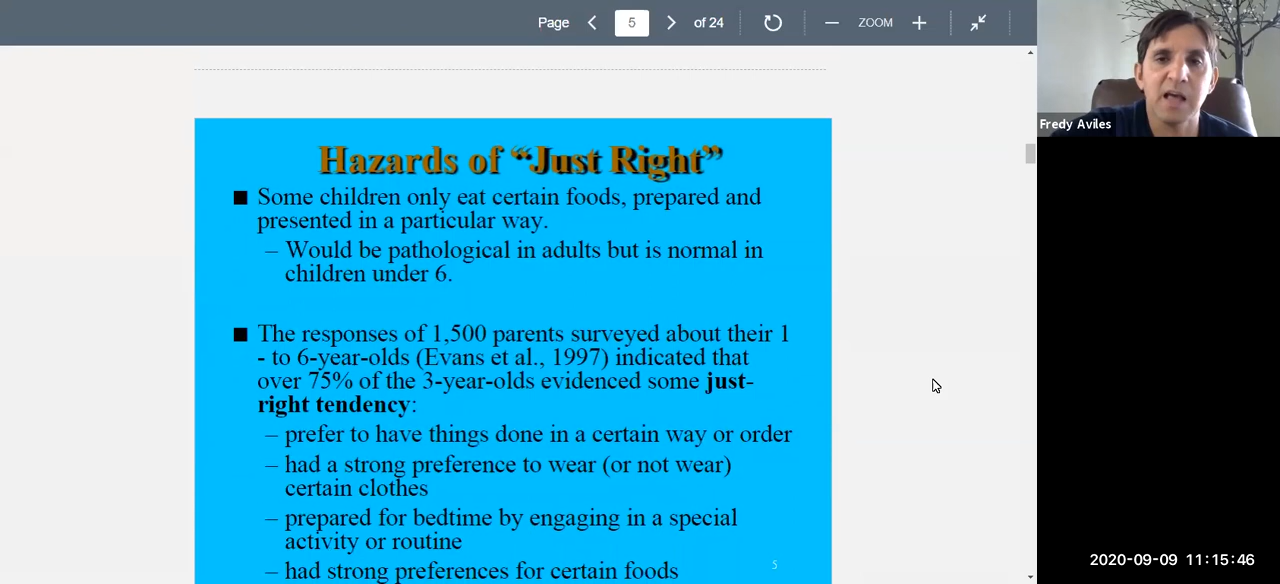 Page 5 of 24 ZOOM
Fredy Aviles
Hazards of “Just Right”
■ Some children only eat certain foods, prepared and
presented in a particular way.
– Would be pathological in adults but is normal in
children under 6.
■ The responses of 1,500 parents surveyed about their 1
- to 6-year-olds (Evans et al., 1997) indicated that
over 75% of the 3-year-olds evidenced some just-
right tendency:
– prefer to have things done in a certain way or order
– had a strong preference to wear (or not wear)
certain clothes
– prepared for bedtime by engaging in a special
activity or routine
– had strong preferences for certain foods
5
2020-09-09 11:15:46